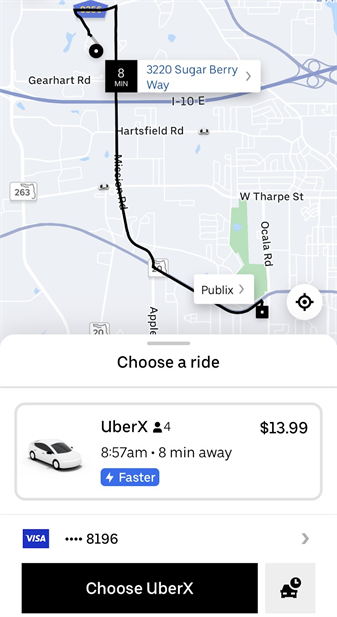 8 MIN
3220 Sugar Berry
Way
Gearhart Rd
I-10 E
Hartsfield Rd
Mission Rd
263
W Tharpe St
Ocala Rd
20
Publix
Apple
20
Choose a ride
UberX 4
$13.99
8:57am • 8 min away
Faster
VISA
•••• 8196
Choose UberX